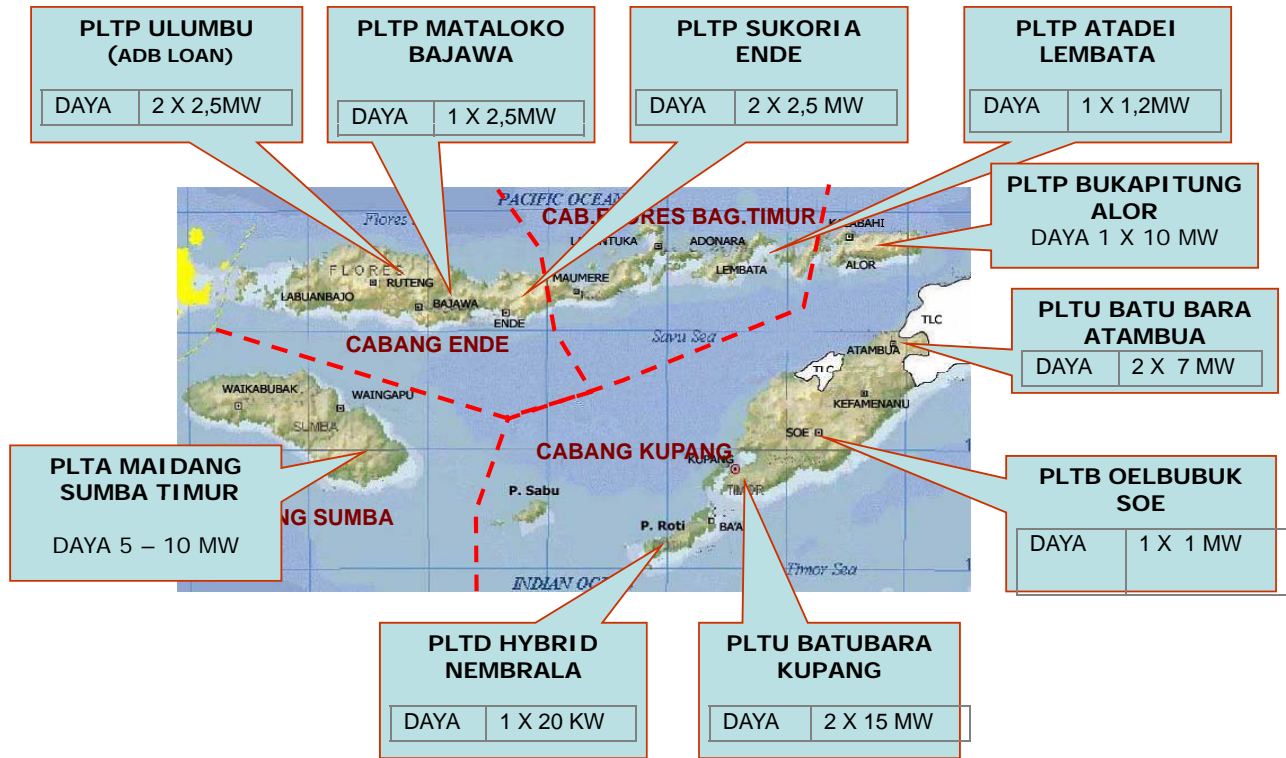 PLTP ULUMBU
(ADB LOAN)
DAYA 2 X 2,5MW
PLTP MATALOKO
BAJAWA
DAYA 1 X 2,5MW
PLTP SUKORIA
ENDE
DAYA 2 X 2,5 MW
PLTP ATADEI
LEMBATA
DAYA 1 X 1,2MW
PLTP BUKAPITUNG
ALOR
DAYA 1 X 10 MW
PLTU BATU BARA
ATAMBUA
DAYA 2 X 7 MW
PLTB OELBUBUK
SOE
DAYA 1 X 1 MW
PLTA MAIDANG
SUMBA TIMUR
DAYA 5 – 10 MW
PLTD HYBRID
NEMBRALA
DAYA 1 X 20 KW
PLTU BATUBARA
KUPANG
DAYA 2 X 15 MW
PACIFIC OCEAN
Flores
CAB.FLORES BAG.TIMUR
ADONARA
LEMBATA
ALOR
MAUMERE
FLORES
RUTENG
LABUANBAJO
BAJAWA
ENDE
CABANG ENDE
Savu Sea
TLC
ATAMBUA
TLC
KEFAMENANU
WAIKABUBAK
WAINGAPU
SUMBA
SOE
CABANG KUPANG
KUPANG
TIMOR
NG SUMBA
P. Sabu
P. Roti
BA'A
Timor Sea
INDIAN OC